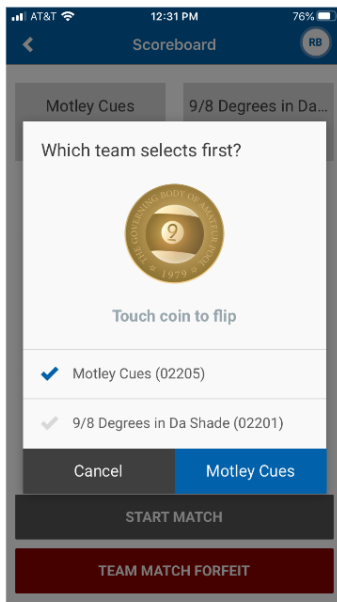 AT&T 12:31 PM 76%
Scoreboard RB
Motley Cues 9/8 Degrees in Da...
Which team selects first?
THE GOVERNING BODY OF AMATEUR POOL
9
1979
Touch coin to flip
Motley Cues (02205)
9/8 Degrees in Da Shade (02201)
Cancel Motley Cues
START MATCH
TEAM MATCH FORFEIT